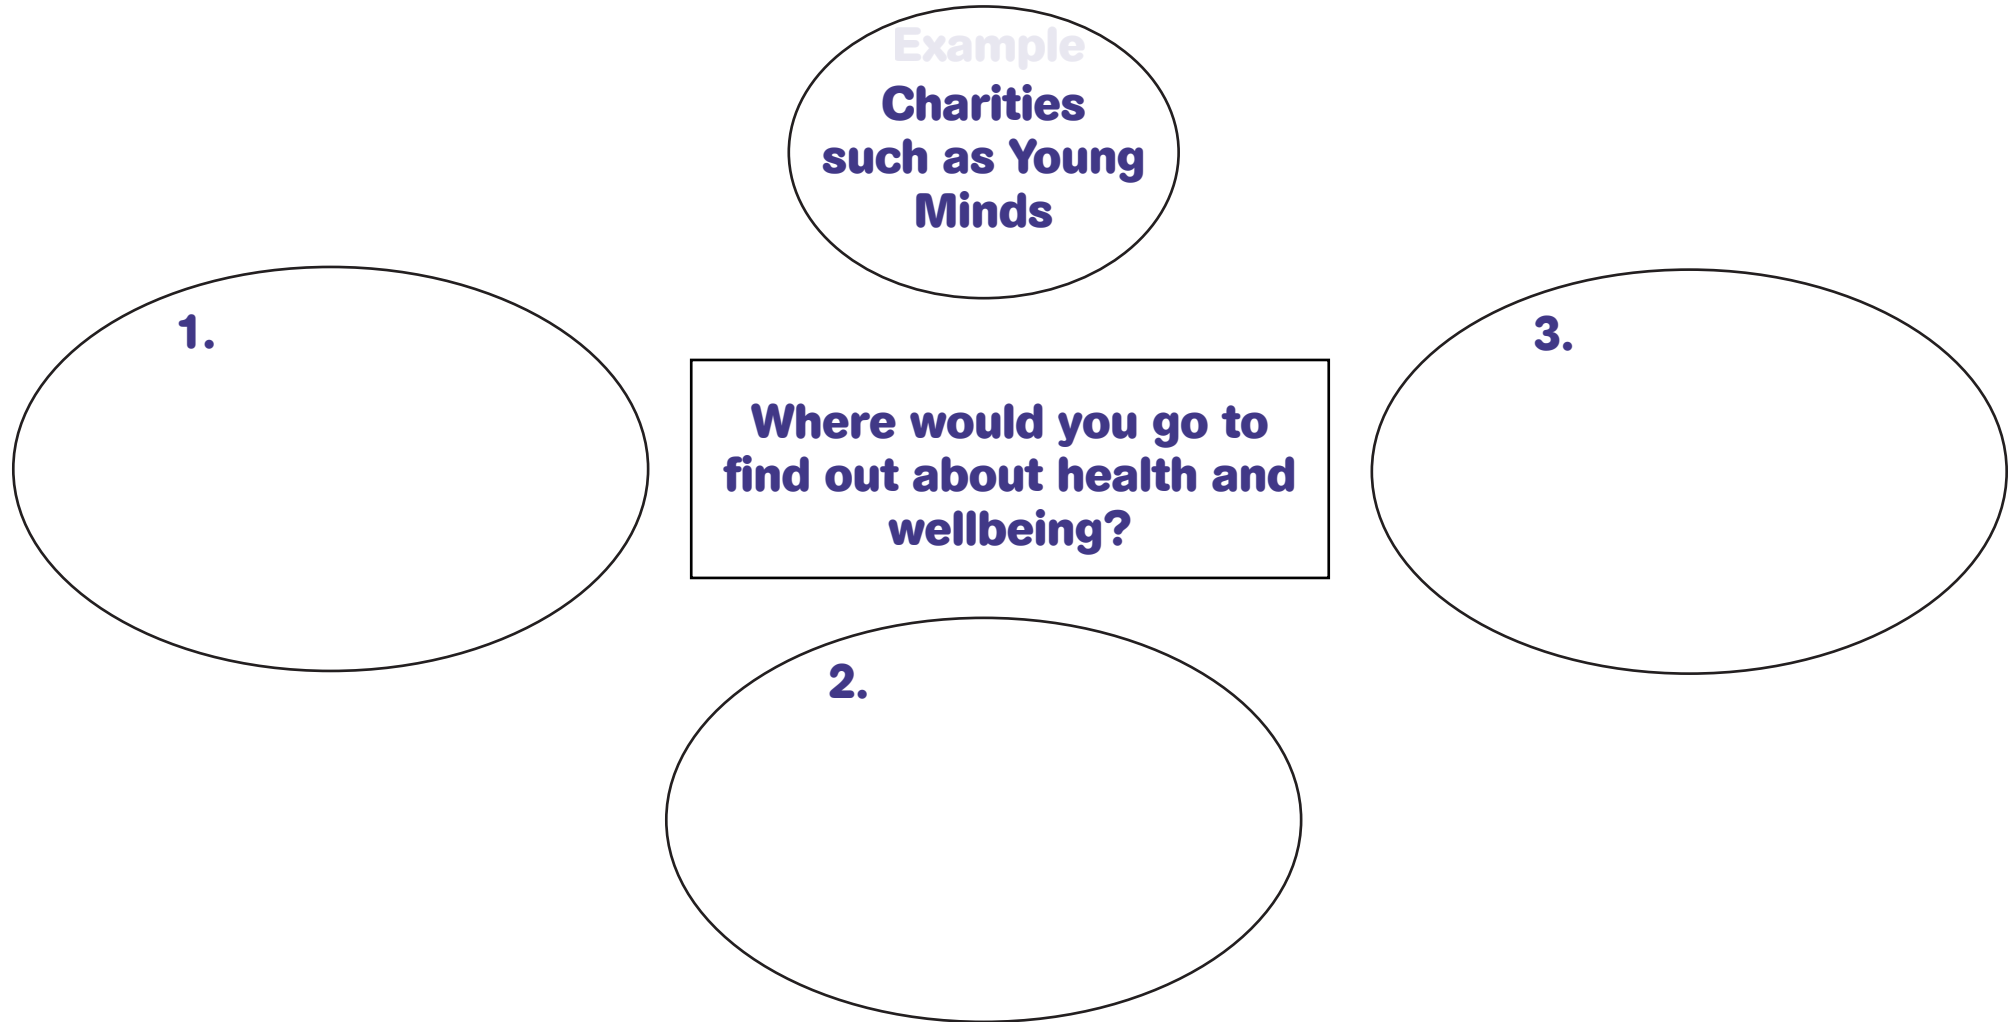 Example
Charities
such as Young
Minds
1.
3.
Where would you go to
find out about health and
wellbeing?
2.